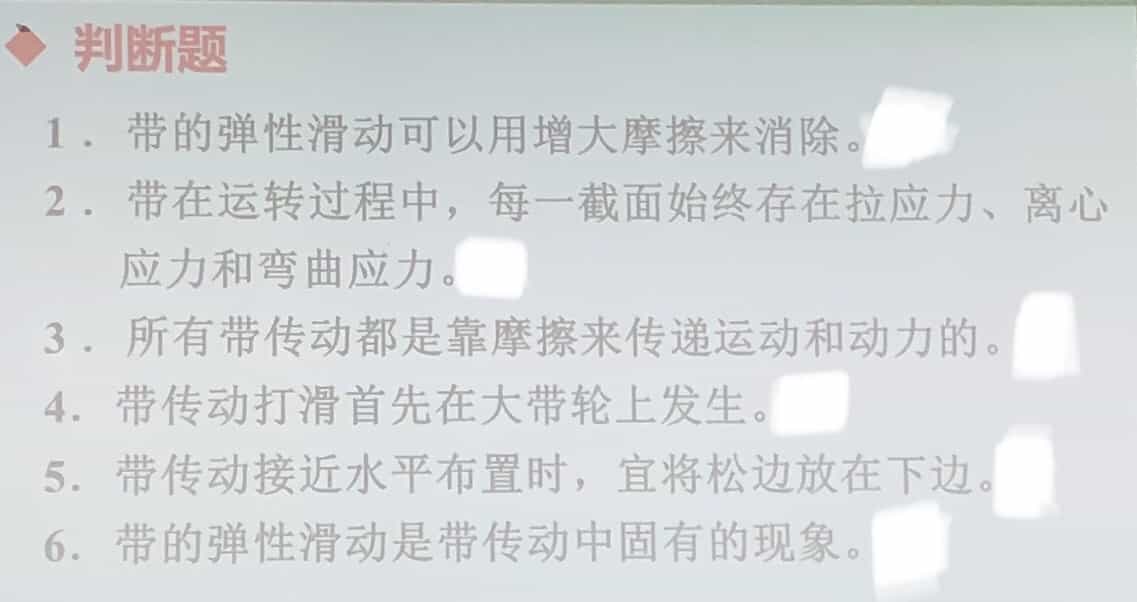 判断题
1. 带的弹性滑动可以用增大摩擦来消除。
2. 带在运转过程中，每一截面始终存在拉应力、离心
应力和弯曲应力。
3. 所有带传动都是靠摩擦来传递运动和动力的。
4. 带传动打滑首先在大带轮上发生。
5. 带传动接近水平布置时，宜将松边放在下边。
6. 带的弹性滑动是带传动中固有的现象。